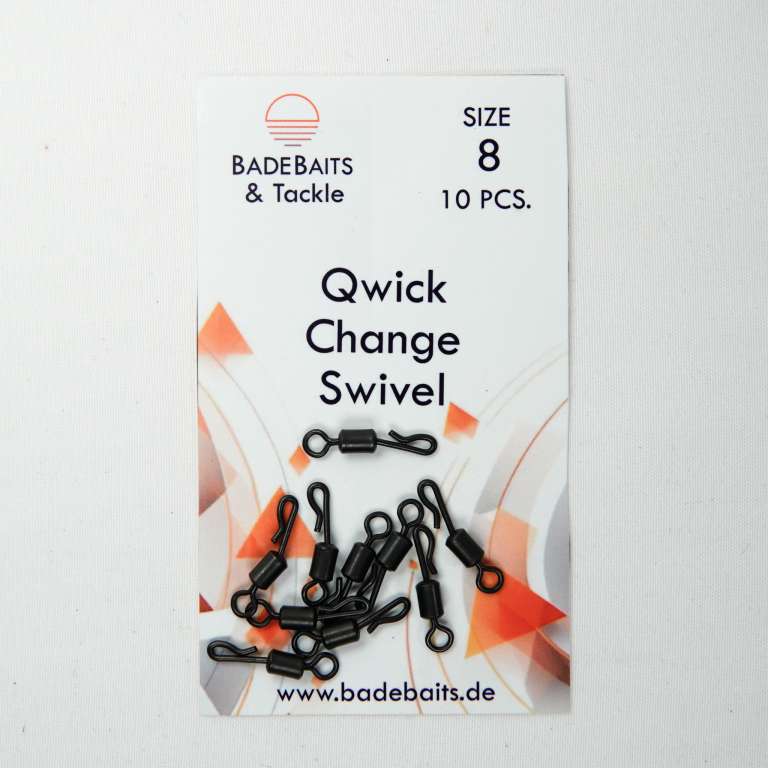 BADEBAITS
& Tackle
SIZE
8
10 PCS.
Qwick
Change
Swivel
www.badebaits.de